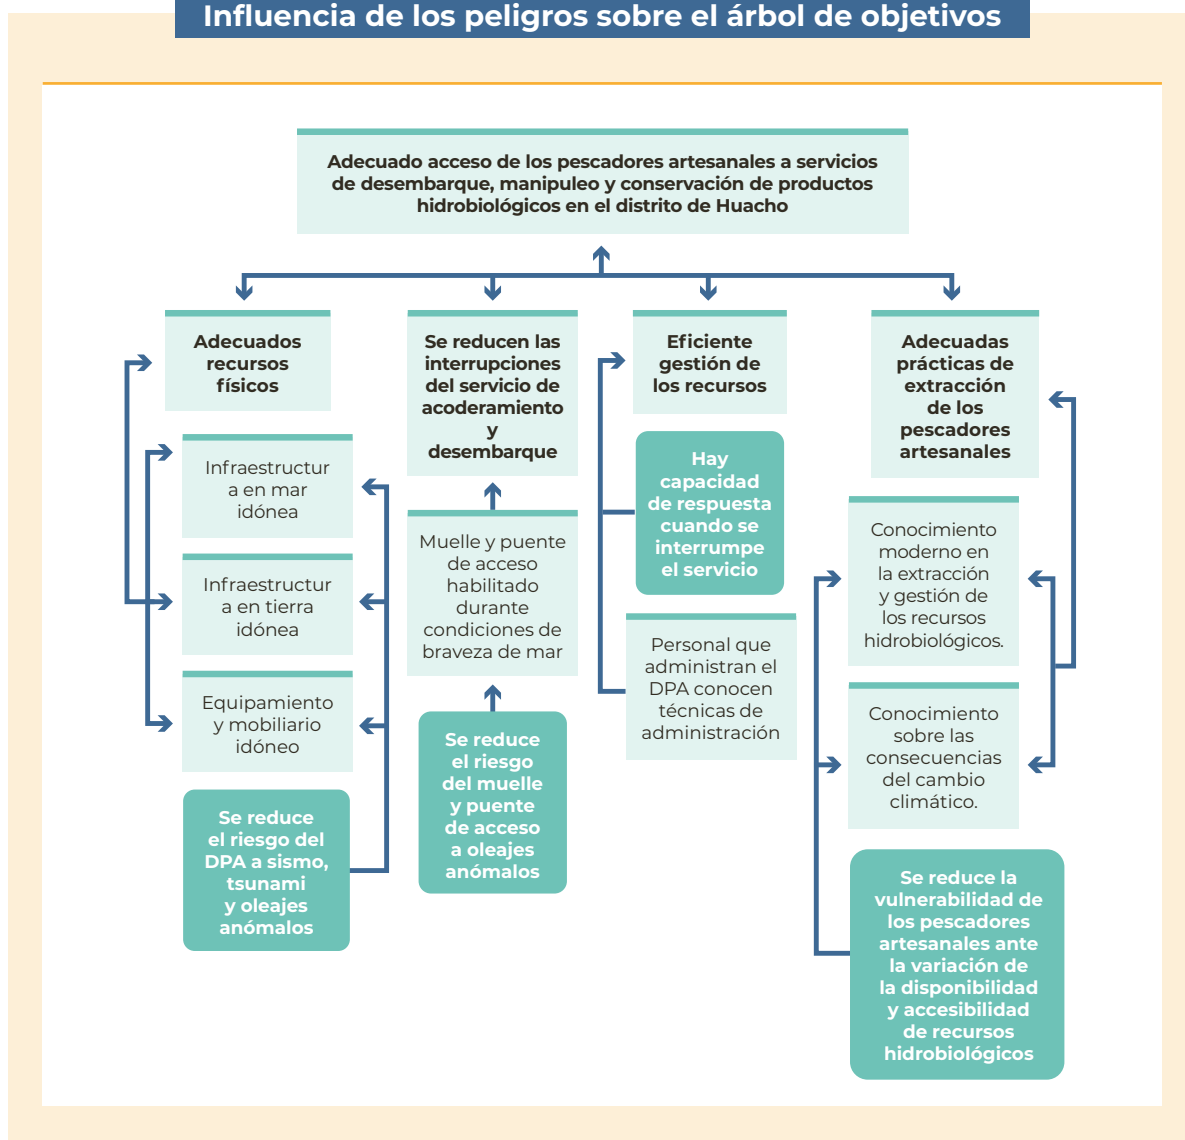 Influencia de los peligros sobre el árbol de objetivos
Adecuado acceso de los pescadores artesanales a servicios
de desembarque, manipuleo y conservación de productos
hidrobiológicos en el distrito de Huacho
Adecuados
recursos
físicos
Infraestructur
a en mar
idónea
Infraestructur
a en tierra
idónea
Equipamiento
y mobiliario
idóneo
Se reduce
el riesgo del
DPA a sismo,
tsunami
y oleajes
anómalos
Se reducen las
interrupciones
del servicio de
acoderamiento
y
desembarque
Muelle y puente
de acceso
habilitado
durante
condiciones de
braveza de mar
Se reduce
el riesgo
del muelle
y puente
de acceso
a oleajes
anómalos
Eficiente
gestión de
los recursos
Hay
capacidad
de respuesta
cuando se
interrumpe
el servicio
Personal que
administran el
DPA conocen
técnicas de
administración
Adecuadas
prácticas de
extracción
de los
pescadores
artesanales
Conocimiento
moderno en
la extracción
y gestión de
los recursos
hidrobiológicos.
Conocimiento
sobre las
consecuencias
del cambio
climático.
Se reduce la
vulnerabilidad de
los pescadores
artesanales ante
la variación de
la disponibilidad
y accesibilidad
de recursos
hidrobiológicos